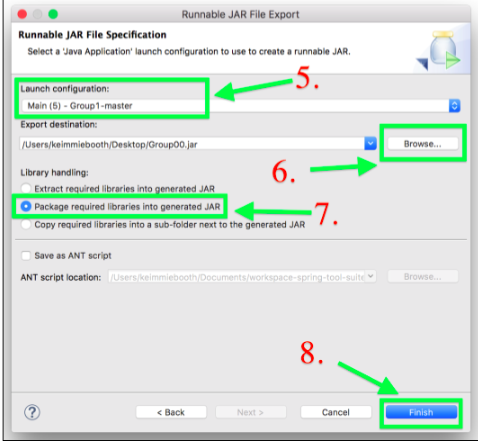 Runnable JAR File Export
Runnable JAR File Specification
Select a 'Java Application' launch configuration to use to create a runnable JAR.
5.
Launch configuration:
Main (5) - Group1-master
Export destination:
/Users/keimmiebooth/Desktop/Group00.jar
Browse...
6.
Library handling:
Extract required libraries into generated JAR
Package required libraries into generated JAR
7.
Copy required libraries into a sub-folder next to the generated JAR
Save as ANT script
ANT script location: /Users/keimmiebooth/Documents/workspace-spring-tool-suite
Browse...
8.
? < Back Next > Cancel Finish